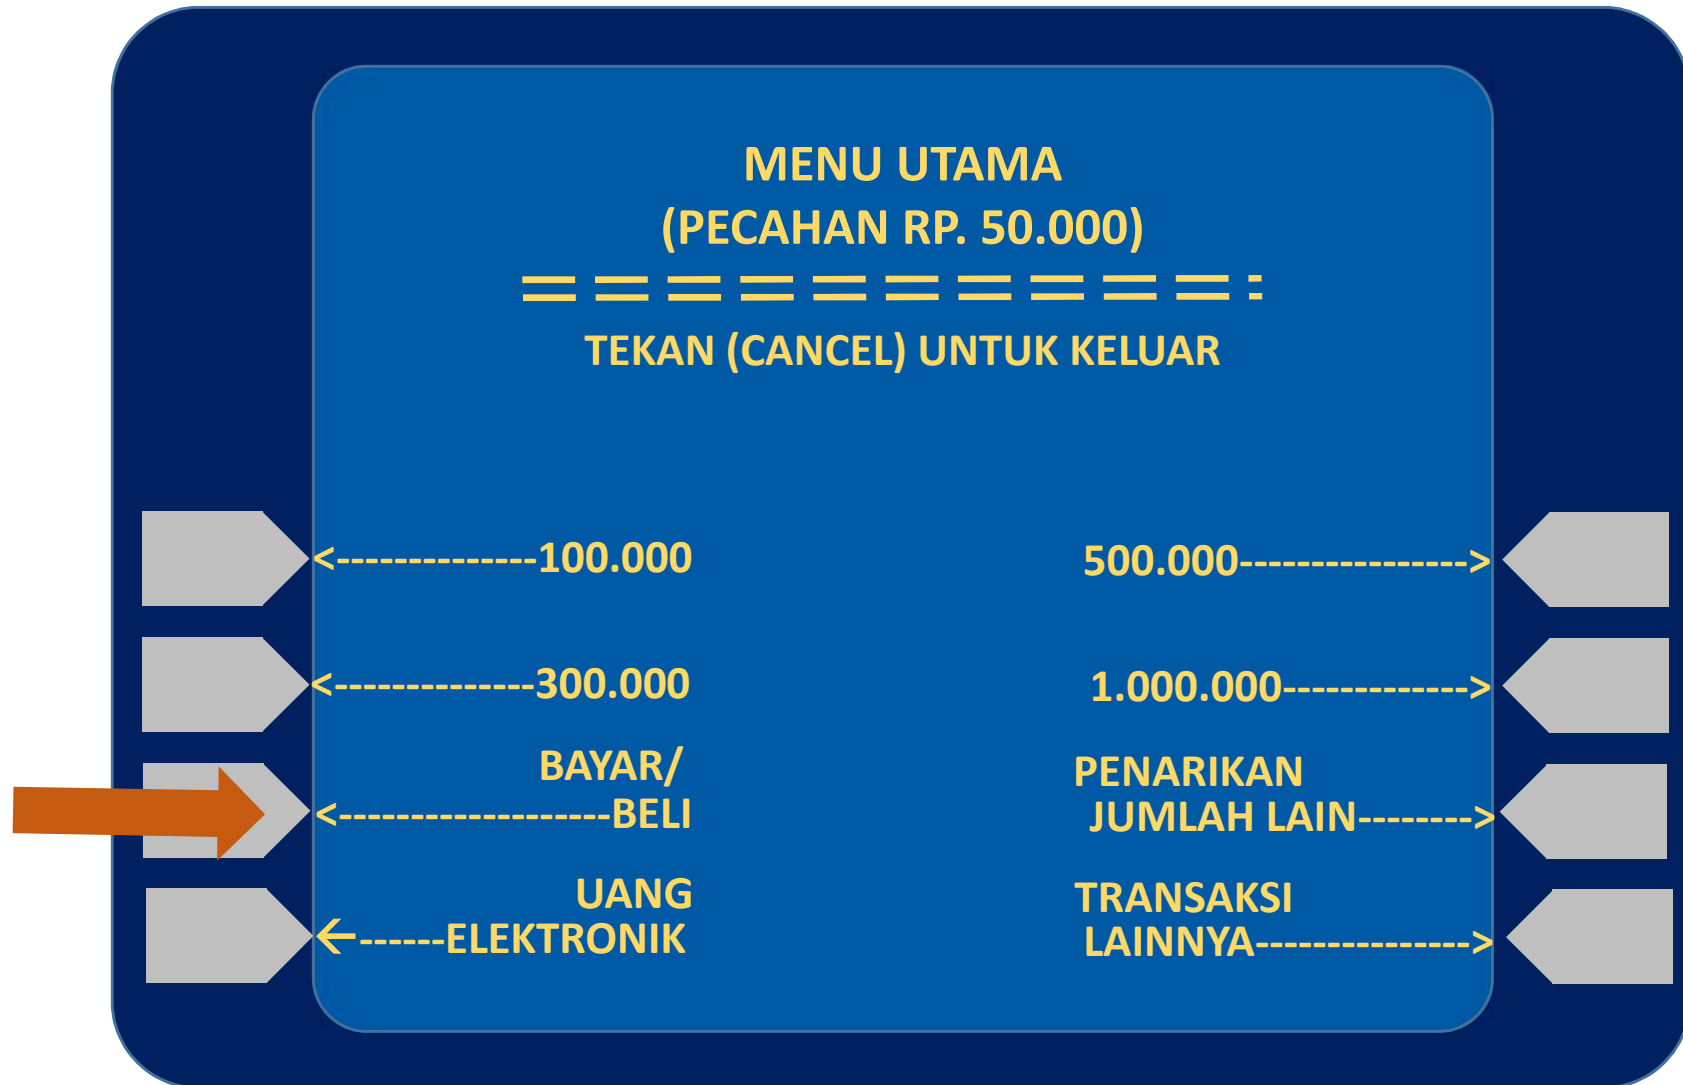 MENU UTAMA
(PECAHAN RP. 50.000)
= = = = = = = = = = =
TEKAN (CANCEL) UNTUK KELUAR
<--------------100.000
500.000---------------->
<--------------300.000
1.000.000------------->
BAYAR/
<-------------------BELI
PENARIKAN
JUMLAH LAIN-------->
UANG
←------ELEKTRONIK
TRANSAKSI
LAINNYA--------------->